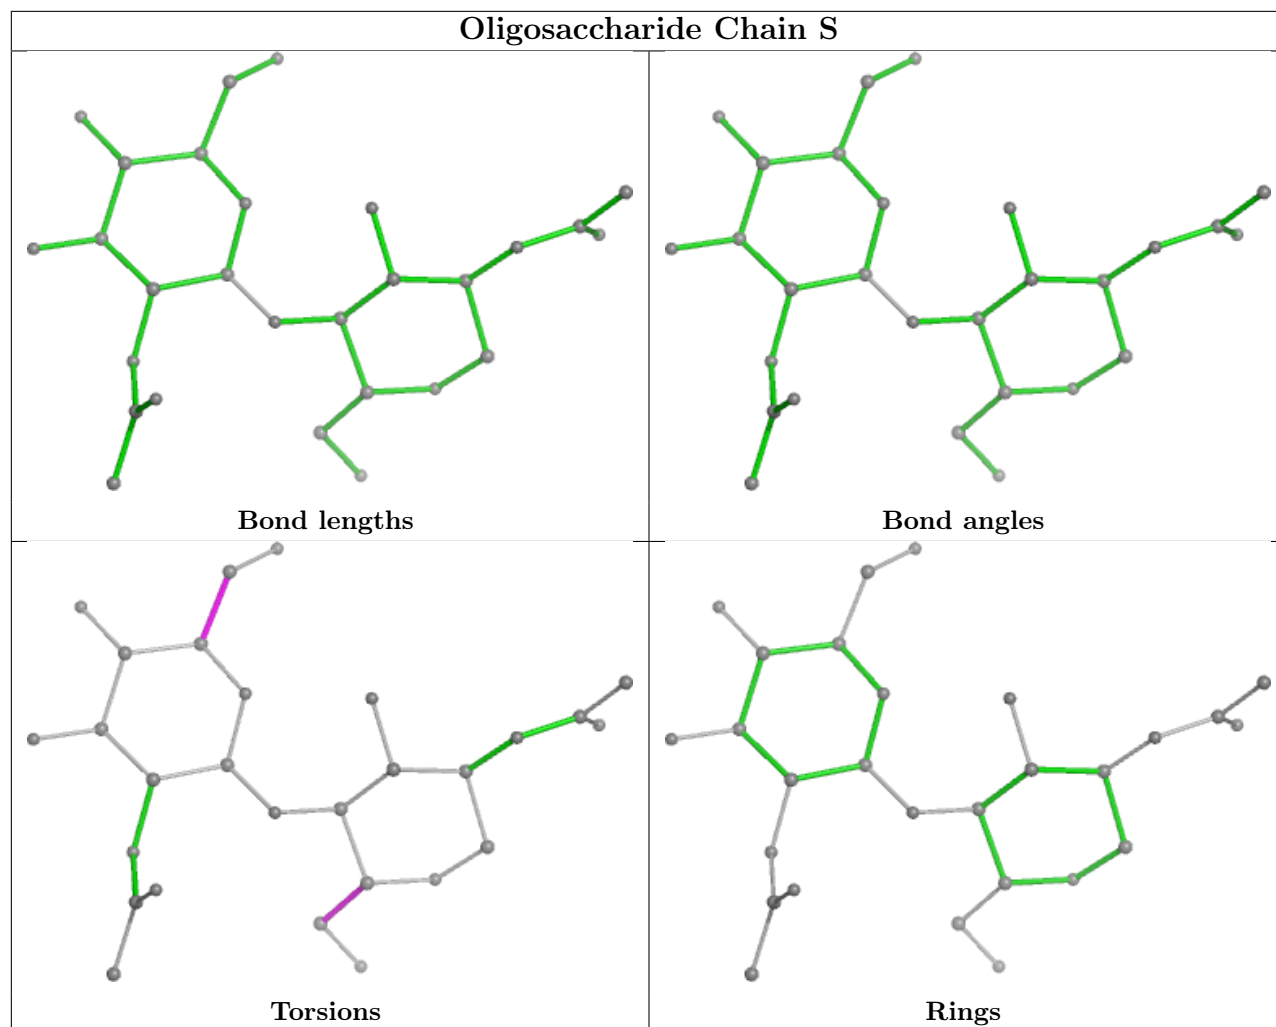 Oligosaccharide Chain S
Bond lengths
Bond angles
Torsions
Rings